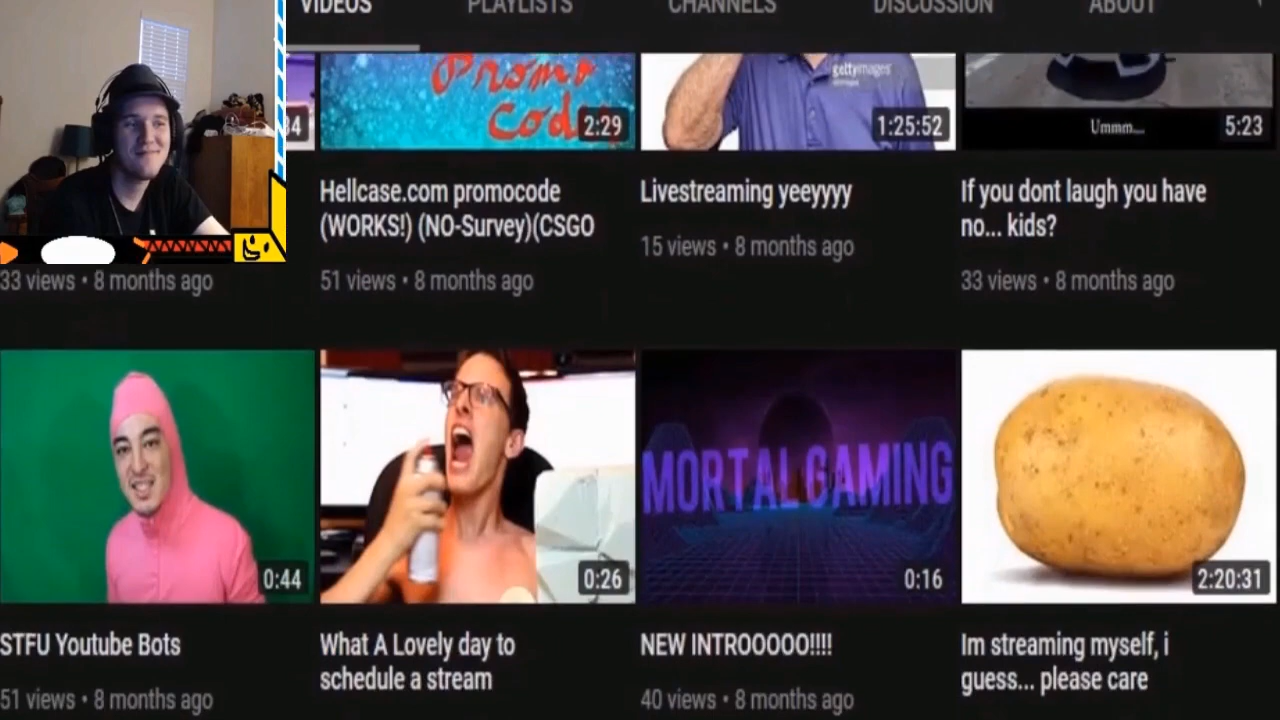 VIDEOS PLAYLISTS CHANNELS DISCUSSION ABOUT
Promo
Code
2:29
gettyimages
1:25:52
Ummm....
5:23
Hellcase.com promocode
(WORKS!) (NO-Survey)(CSGO
51 views • 8 months ago
Livestreaming yeeyyyy
15 views • 8 months ago
If you dont laugh you have
no... kids?
33 views • 8 months ago
33 views • 8 months ago
0:44
0:26
MORTAL GAMING
0:16
2:20:31
STFU Youtube Bots
51 views • 8 months ago
What A Lovely day to
schedule a stream
NEW INTROOOOO!!!!
40 views • 8 months ago
Im streaming myself, i
guess... please care